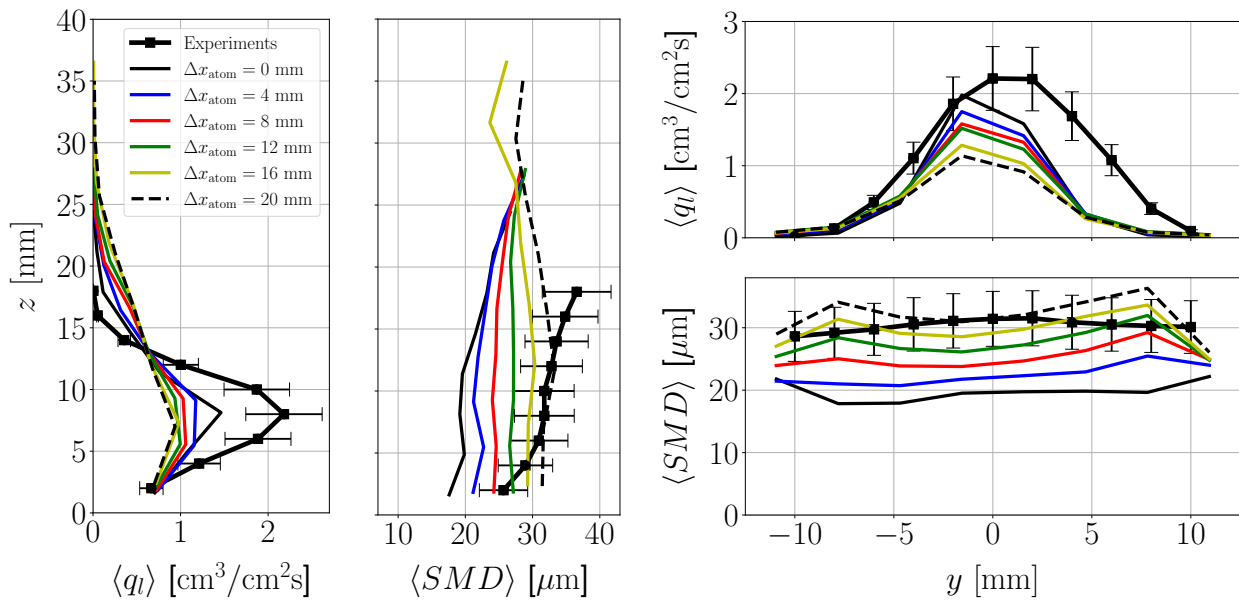 40
35
30
25
20
15
10
5
0
z [mm]
Experiments
Δx_atom = 0 mm
Δx_atom = 4 mm
Δx_atom = 8 mm
Δx_atom = 12 mm
Δx_atom = 16 mm
Δx_atom = 20 mm
0 1 2
⟨q_l⟩ [cm³/cm²s]
10 20 30 40
⟨SMD⟩ [μm]
3
2
1
0
⟨q_l⟩ [cm³/cm²s]
30
20
10
0
⟨SMD⟩ [μm]
−10 −5 0 5 10
y [mm]